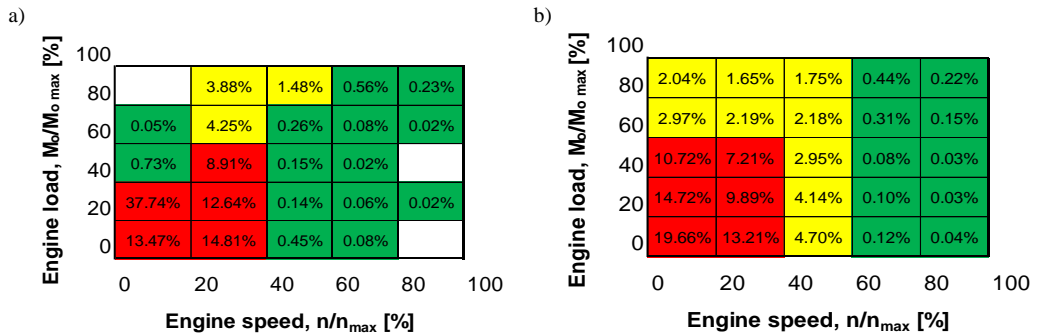 a)
Engine load, Mo/Mo max [%]
100
80
60
40
20
0
3.88% 1.48% 0.56% 0.23%
0.05% 4.25% 0.26% 0.08% 0.02%
0.73% 8.91% 0.15% 0.02%
37.74% 12.64% 0.14% 0.06% 0.02%
13.47% 14.81% 0.45% 0.08%
0 20 40 60 80 100
Engine speed, n/nmax [%]
b)
Engine load, Mo/Mo max [%]
100
80
60
40
20
0
2.04% 1.65% 1.75% 0.44% 0.22%
2.97% 2.19% 2.18% 0.31% 0.15%
10.72% 7.21% 2.95% 0.08% 0.03%
14.72% 9.89% 4.14% 0.10% 0.03%
19.66% 13.21% 4.70% 0.12% 0.04%
0 20 40 60 80 100
Engine speed, n/nmax [%]